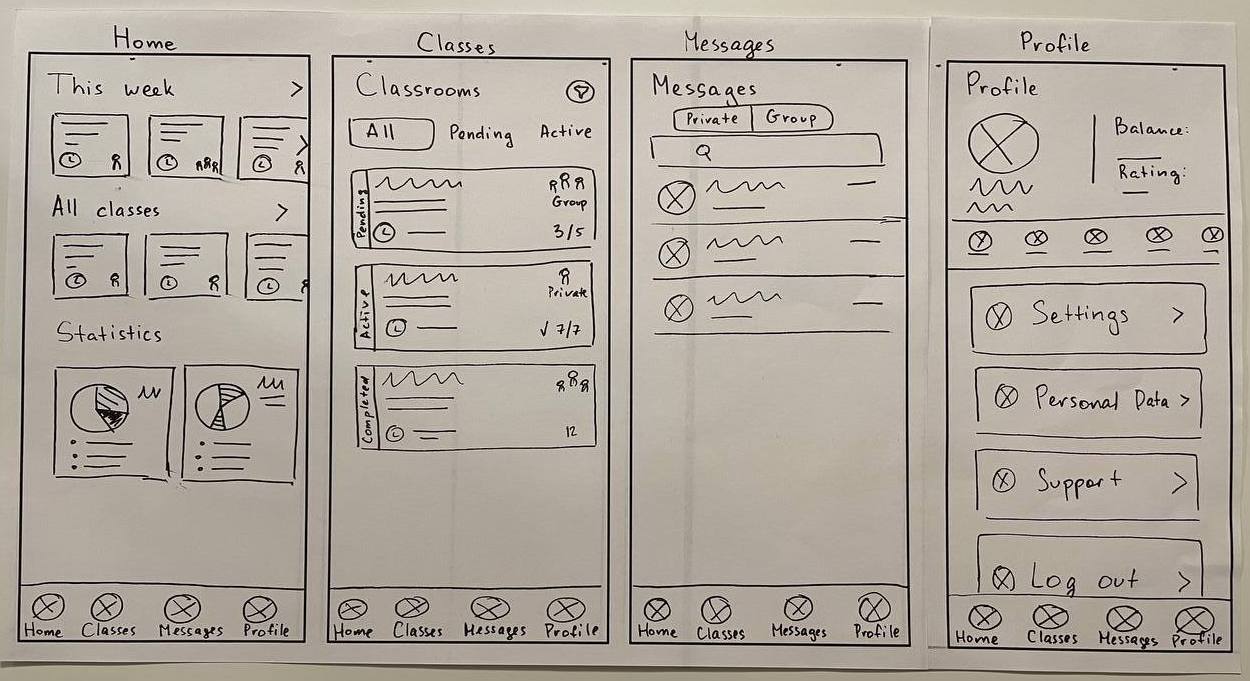 Home
This week
All classes
Statistics
Home Classes Messages Profile
Classes
Classrooms
All Pending Active
Pending
Group
3/5
Active
Private
✓ 7/7
Completed
12
Home Classes Messages Profile
Messages
Messages
Private Group
Home Classes Messages Profile
Profile
Profile
Balance:
Rating:
Settings >
Personal Data >
Support >
Log out >
Home Classes Messages Profile